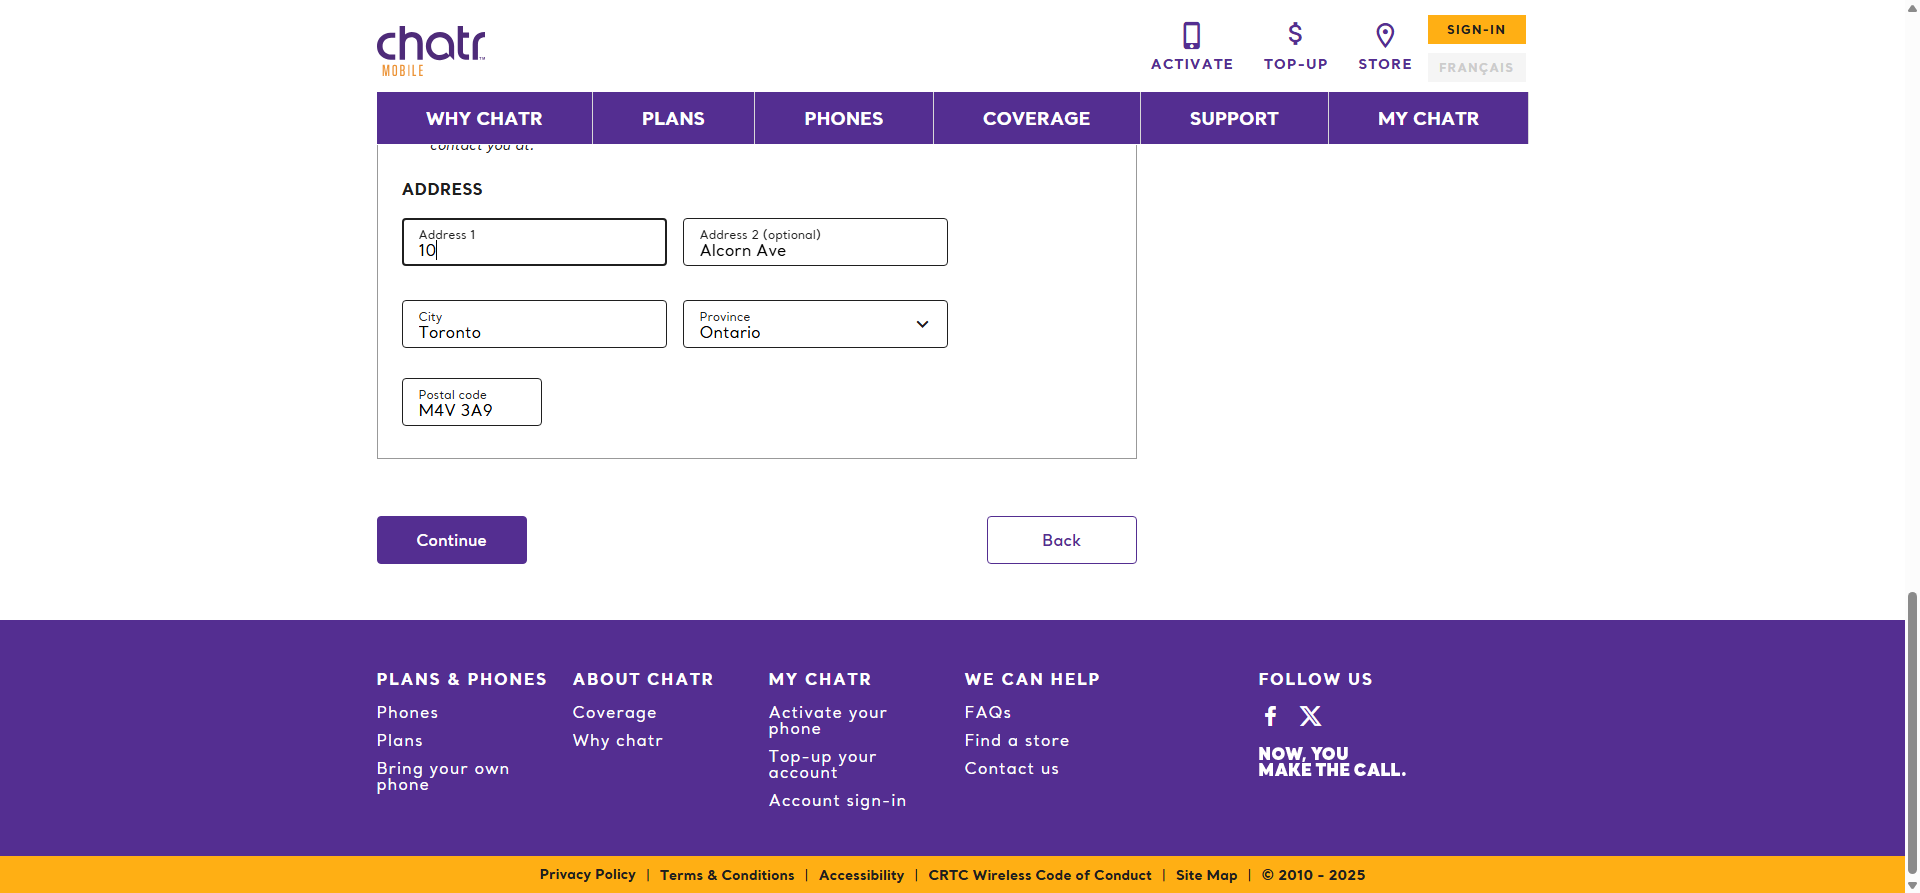 chatr™
MOBILE
ACTIVATE
TOP-UP
STORE
SIGN-IN
FRANÇAIS
WHY CHATR
PLANS
PHONES
COVERAGE
SUPPORT
MY CHATR
contact you at.
ADDRESS
Address 1
10
Address 2 (optional)
Alcorn Ave
City
Toronto
Province
Ontario
Postal code
M4V 3A9
Continue
Back
PLANS & PHONES
Phones
Plans
Bring your own
phone
ABOUT CHATR
Coverage
Why chatr
MY CHATR
Activate your
phone
Top-up your
account
Account sign-in
WE CAN HELP
FAQs
Find a store
Contact us
FOLLOW US
NOW, YOU
MAKE THE CALL.
Privacy Policy | Terms & Conditions | Accessibility | CRTC Wireless Code of Conduct | Site Map | © 2010 - 2025